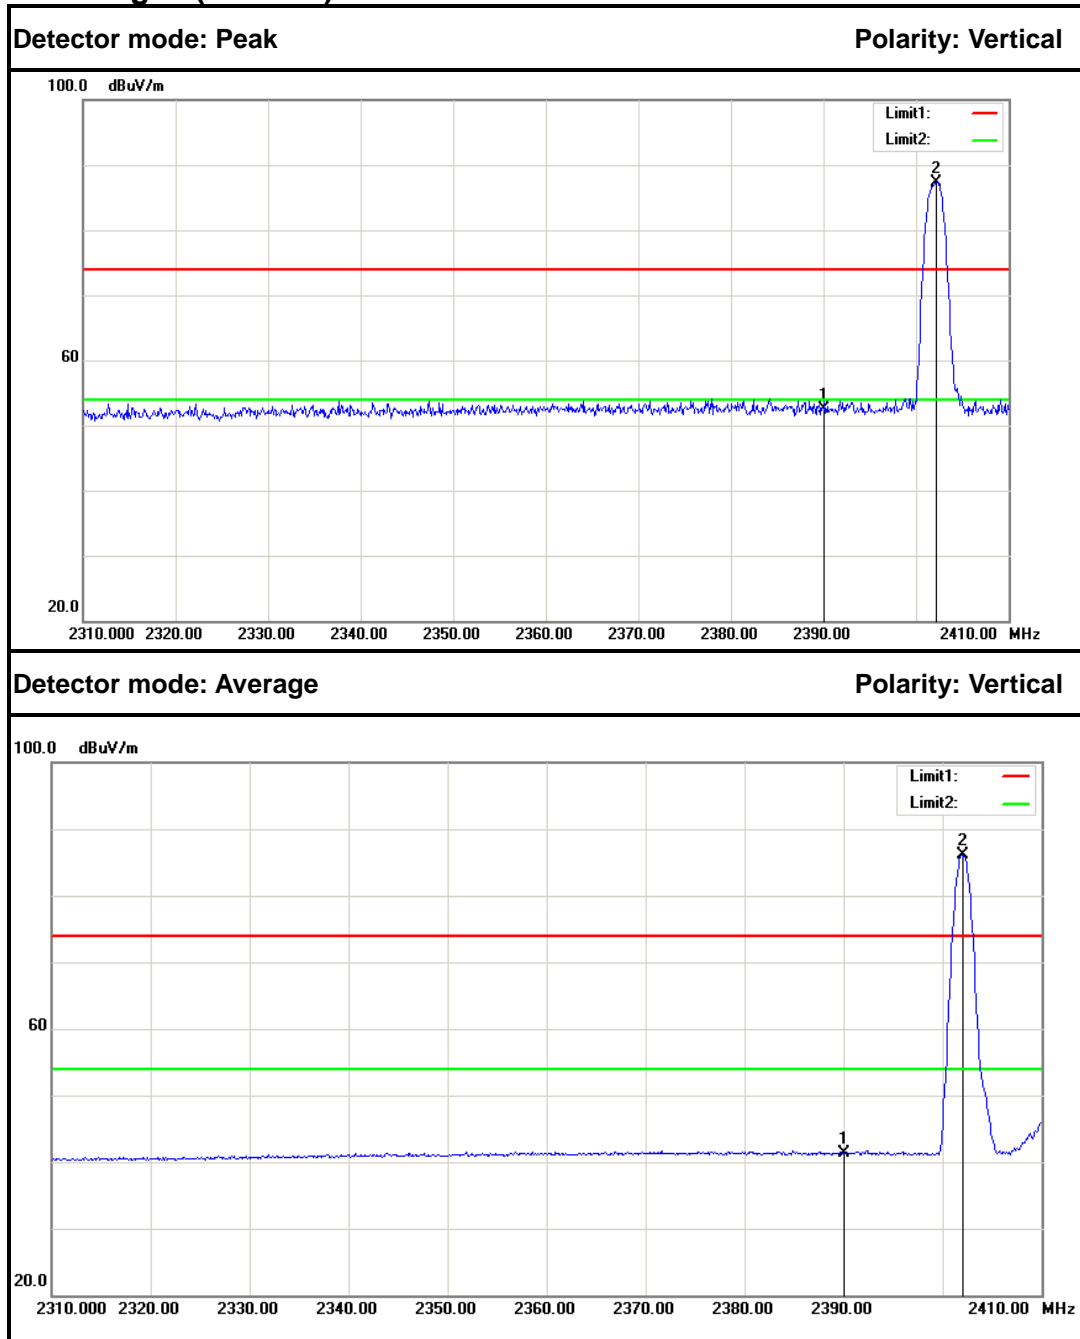 Detector mode: Peak Polarity: Vertical
100.0 dBuV/m
Limit1:
Limit2:
2
60
1
20.0
2310.000 2320.00 2330.00 2340.00 2350.00 2360.00 2370.00 2380.00 2390.00 2410.00 MHz
Detector mode: Average Polarity: Vertical
100.0 dBuV/m
Limit1:
Limit2:
2
60
1
20.0
2310.000 2320.00 2330.00 2340.00 2350.00 2360.00 2370.00 2380.00 2390.00 2410.00 MHz